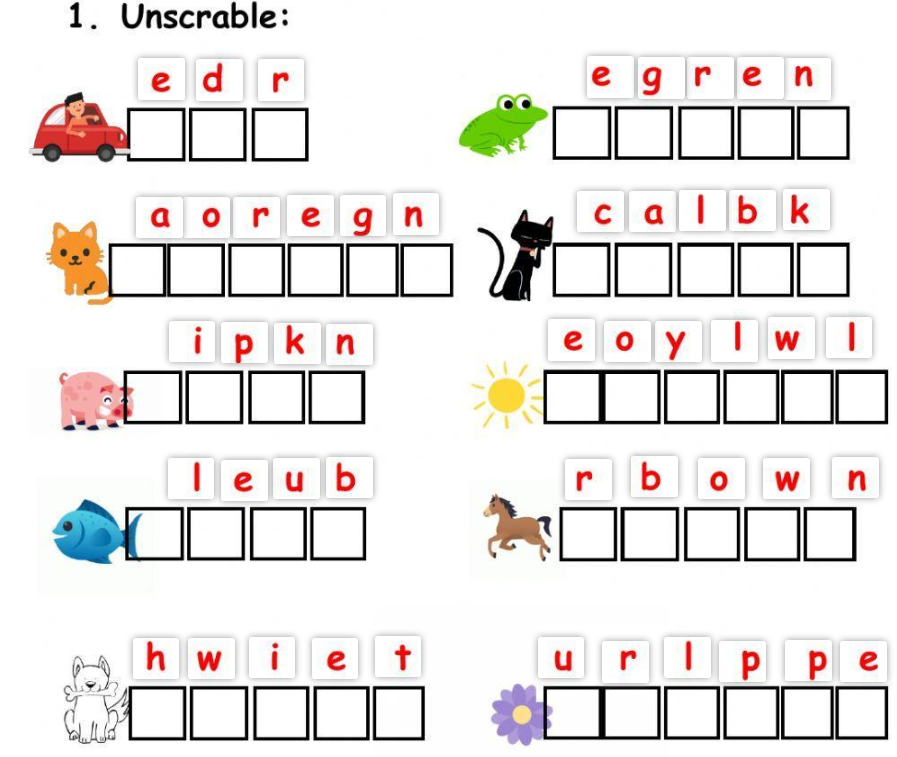 1. Unscrable:
e d r
e g r e n
a o r e g n
c a l b k
i p k n
e o y l w l
l e u b
r b o w n
h w i e t
u r l p p e